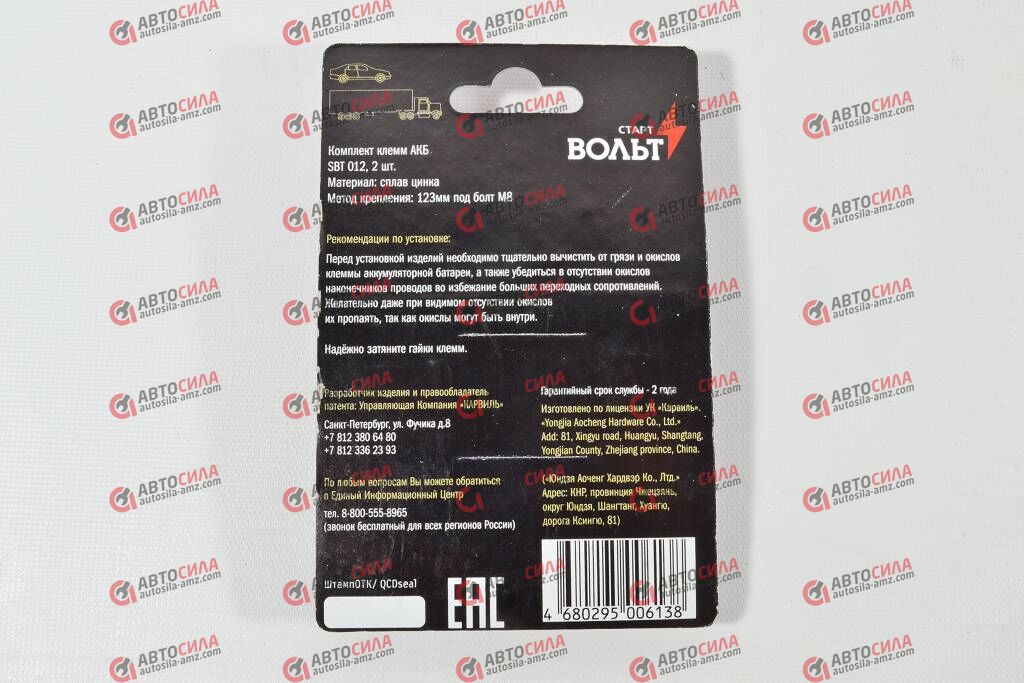 СТАРТ
ВОЛЬТ
Комплект клемм АКБ
SBT 012, 2 шт.
Материал: сплав цинка
Метод крепления: 123мм под болт М8
Рекомендации по установке:
Перед установкой изделий необходимо тщательно вычистить от грязи и окислов
клеммы аккумуляторной батареи, а также убедиться в отсутствии окислов
наконечников проводов во избежание больших переходных сопротивлений.
Желательно даже при видимом отсутствии окислов
их пропаять, так как окислы могут быть внутри.
Надёжно затяните гайки клемм.
Разработчик изделия и правообладатель
патента: Управляющая Компания «КАРВИЛЬ»
Санкт-Петербург, ул. Фучика д.8
+7 812 380 64 80
+7 812 336 23 93
По любым вопросам Вы можете обратиться
в Единый Информационный Центр
тел. 8-800-555-8965
(звонок бесплатный для всех регионов России)
ШтампОТК/ QCDseal
EAC
Гарантийный срок службы - 2 года
Изготовлено по лицензии УК «Карвиль».
«Yongjia Aocheng Hardware Co., Ltd.»
Add: 81, Xingyu road, Huangyu, Shangtang,
Yongjian County, Zhejiang province, China.
(«Юндзя Аоченг Хардвэр Ко., Лтд.»
Адрес: КНР, провинция Чжецзянь,
округ Юндзя, Шангтанг, Хуангю,
дорога Ксингю, 81)
4 680295 006138
АВТОСИЛА
autosila-amz.com